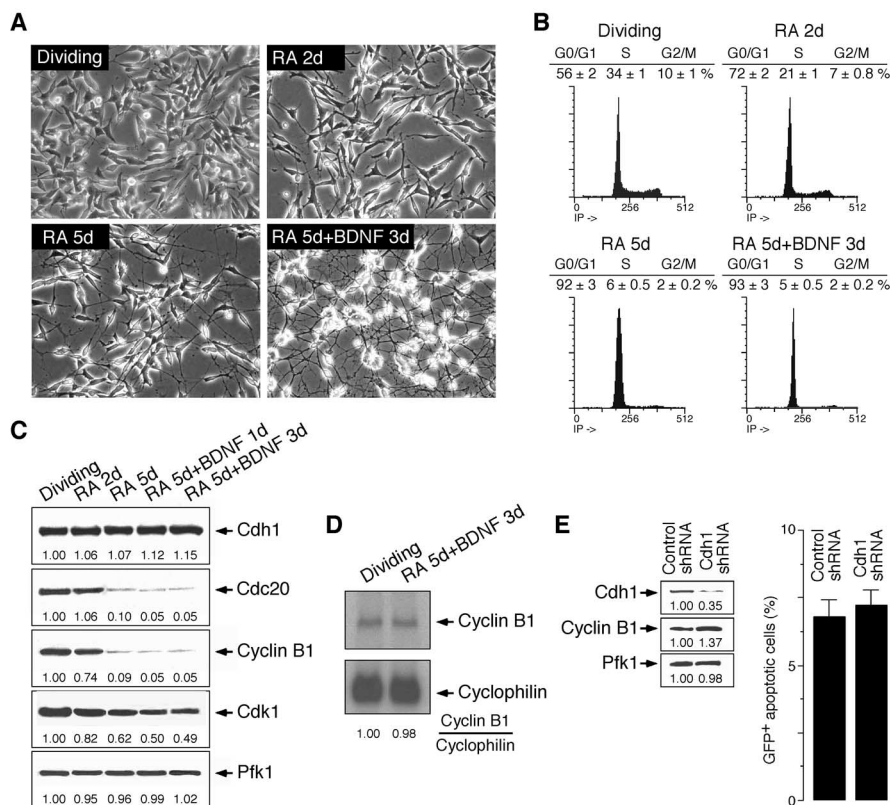 A
Dividing
RA 2d
RA 5d
RA 5d+BDNF 3d
B
Dividing
G0/G1 S G2/M
56 ± 2 34 ± 1 10 ± 1 %
0 256 512
IP ->
RA 2d
G0/G1 S G2/M
72 ± 2 21 ± 1 7 ± 0.8 %
0 256 512
IP ->
RA 5d
G0/G1 S G2/M
92 ± 3 6 ± 0.5 2 ± 0.2 %
0 256 512
IP ->
RA 5d+BDNF 3d
G0/G1 S G2/M
93 ± 3 5 ± 0.5 2 ± 0.2 %
0 256 512
IP ->
C
Dividing
RA 2d
RA 5d
RA 5d+BDNF 1d
RA 5d+BDNF 3d
Cdh1
1.00 1.06 1.07 1.12 1.15
Cdc20
1.00 1.06 0.10 0.05 0.05
Cyclin B1
1.00 0.74 0.09 0.05 0.05
Cdk1
1.00 0.82 0.62 0.50 0.49
Pfk1
1.00 0.95 0.96 0.99 1.02
D
Dividing
RA 5d+BDNF 3d
Cyclin B1
Cyclophilin
1.00 0.98
Cyclin B1
Cyclophilin
E
Control
shRNA
Cdh1
shRNA
Cdh1
1.00 0.35
Cyclin B1
1.00 1.37
Pfk1
1.00 0.98
GFP+ apoptotic cells (%)
10
5
0
Control
shRNA
Cdh1
shRNA